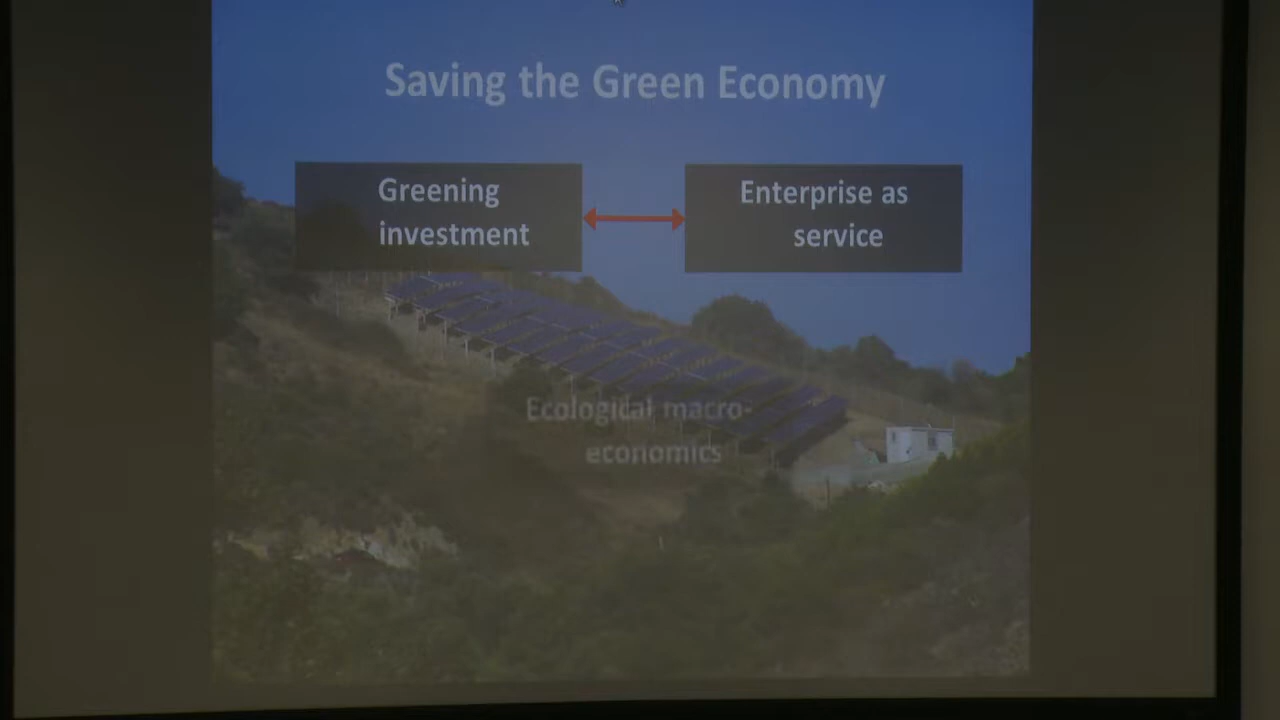 Saving the Green Economy
Greening
investment
Enterprise as
service
Ecological macro-
economics